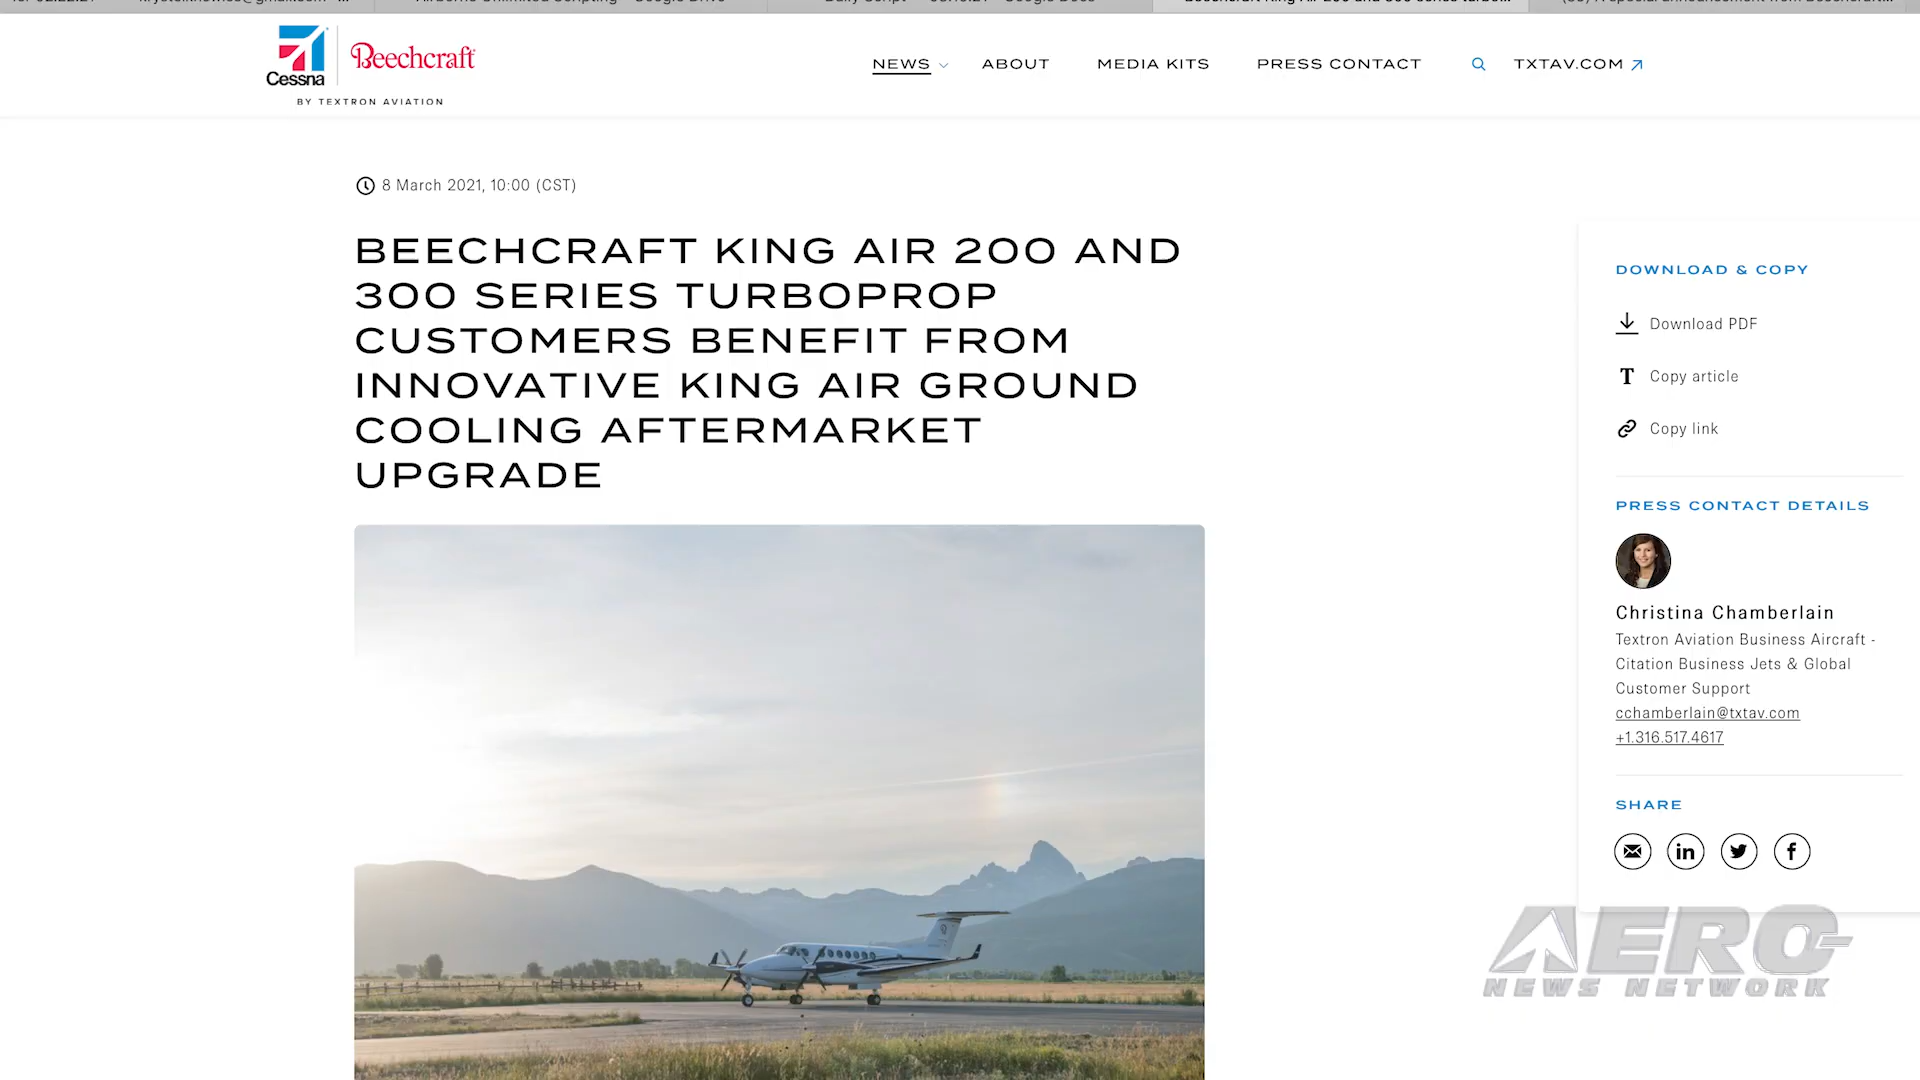 Cessna
Beechcraft
BY TEXTRON AVIATION
NEWS
ABOUT
MEDIA KITS
PRESS CONTACT
TXTAV.COM
8 March 2021, 10:00 (CST)
BEECHCRAFT KING AIR 200 AND
300 SERIES TURBOPROP
CUSTOMERS BENEFIT FROM
INNOVATIVE KING AIR GROUND
COOLING AFTERMARKET
UPGRADE
DOWNLOAD & COPY
Download PDF
Copy article
Copy link
PRESS CONTACT DETAILS
Christina Chamberlain
Textron Aviation Business Aircraft -
Citation Business Jets & Global
Customer Support
cchamberlain@txtav.com
+1.316.517.4617
SHARE
AERO-
NEWS NETWORK